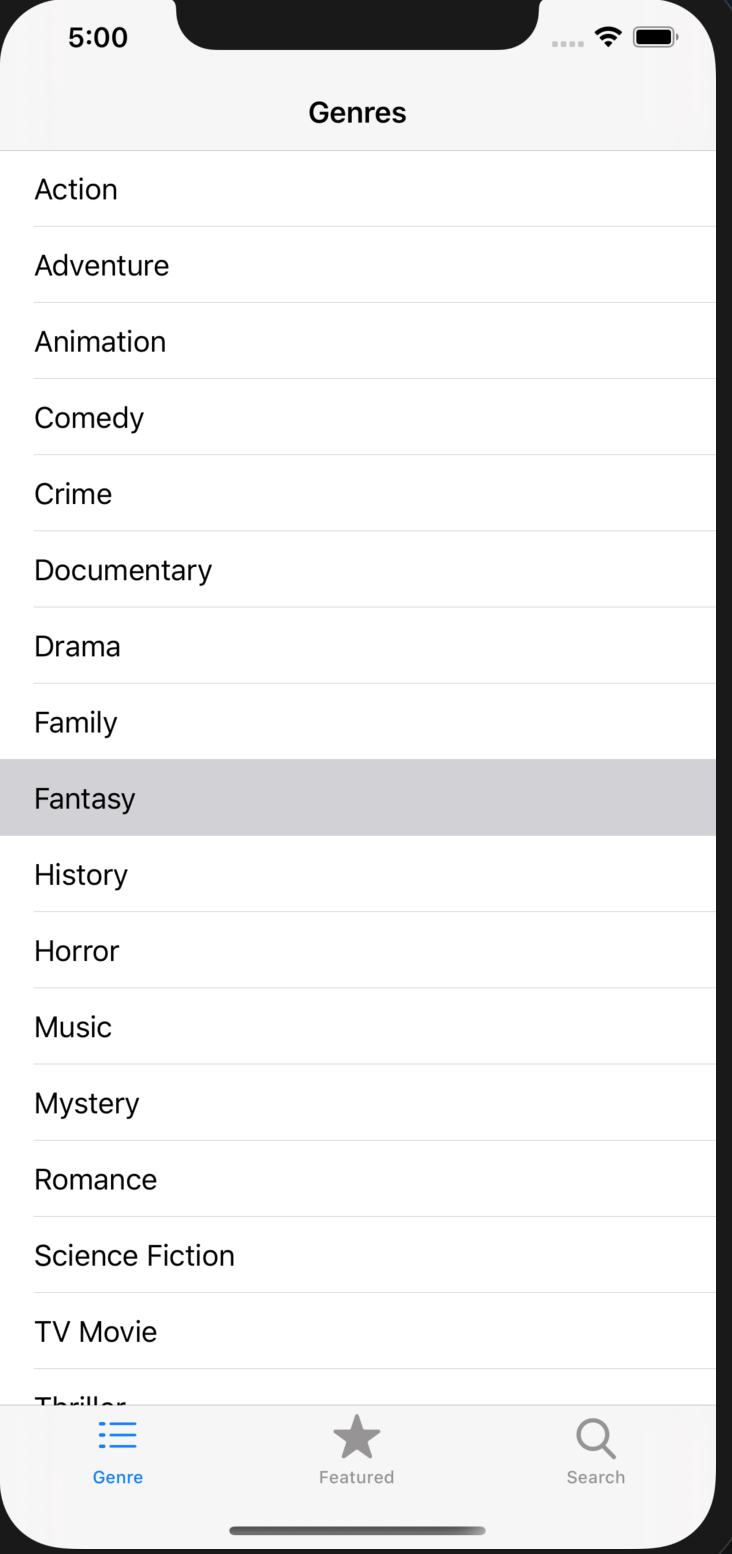 5:00
Genres
Action
Adventure
Animation
Comedy
Crime
Documentary
Drama
Family
Fantasy
History
Horror
Music
Mystery
Romance
Science Fiction
TV Movie
Thriller
Genre
Featured
Search